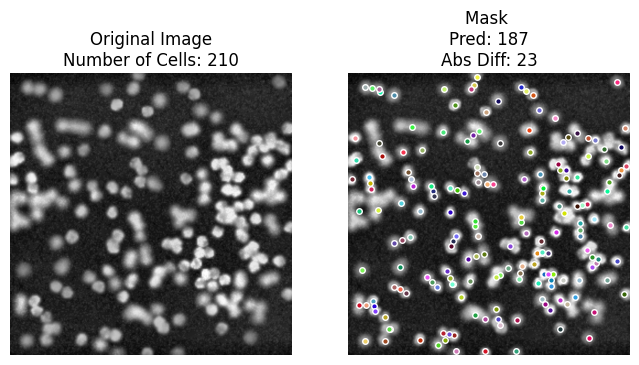 Original Image
Number of Cells: 210
Mask
Pred: 187
Abs Diff: 23